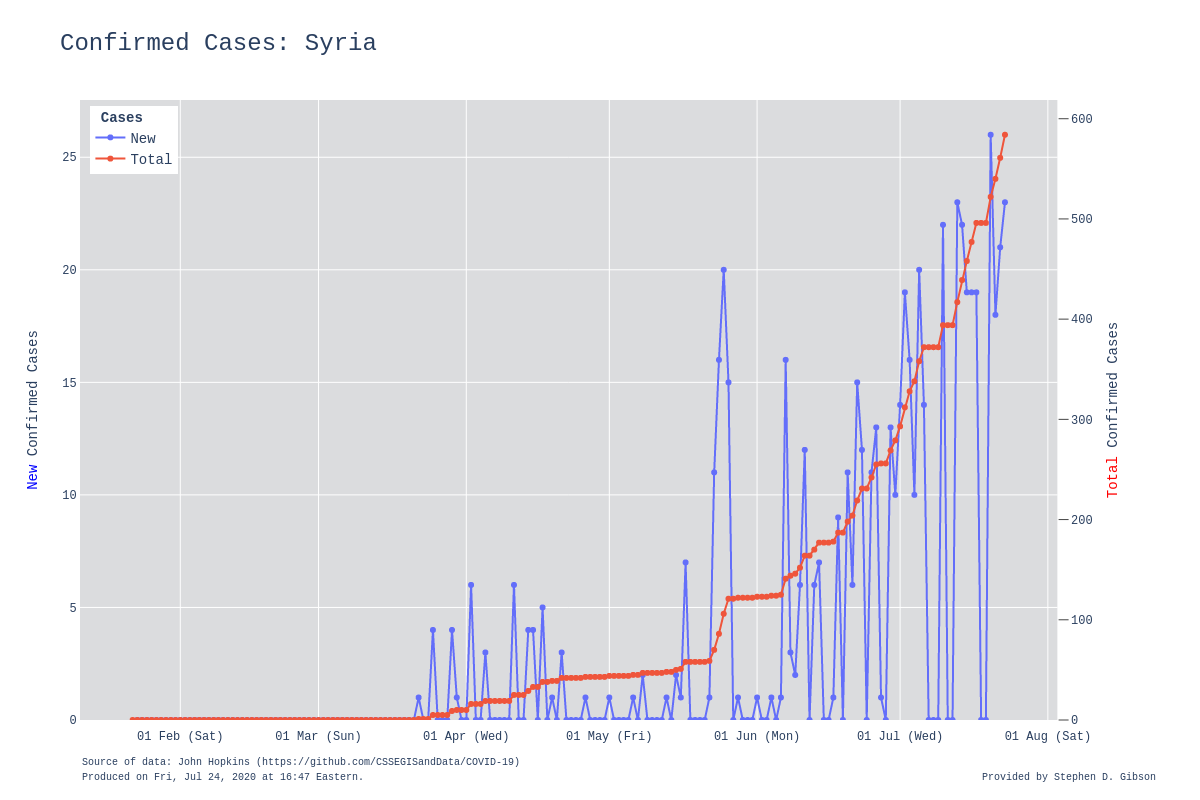 Confirmed Cases: Syria
Cases
New
Total
25
20
15
10
5
0
600
500
400
300
200
100
0
New Confirmed Cases
Total Confirmed Cases
01 Feb (Sat)
01 Mar (Sun)
01 Apr (Wed)
01 May (Fri)
01 Jun (Mon)
01 Jul (Wed)
01 Aug (Sat)
Source of data: John Hopkins (https://github.com/CSSEGISandData/COVID-19)
Produced on Fri, Jul 24, 2020 at 16:47 Eastern.
Provided by Stephen D. Gibson